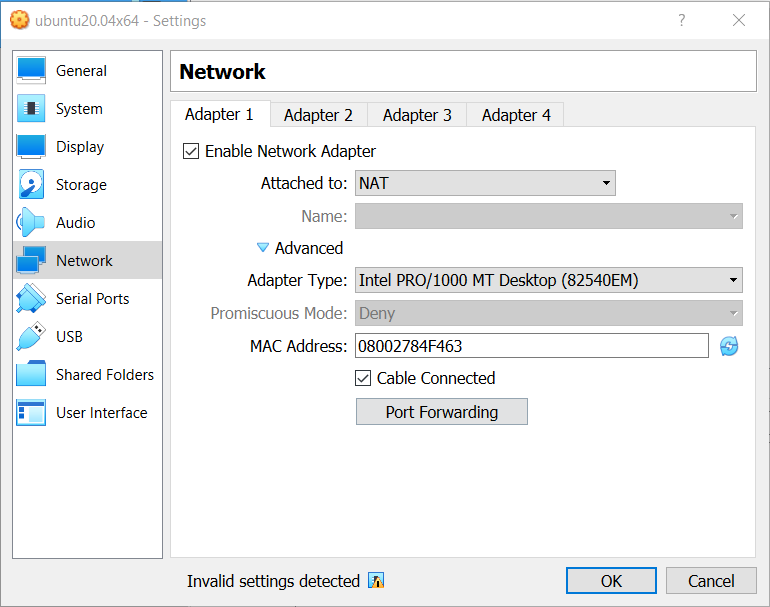 ubuntu20.04x64 - Settings
?
General
System
Display
Storage
Audio
Network
Serial Ports
USB
Shared Folders
User Interface
Network
Adapter 1 Adapter 2 Adapter 3 Adapter 4
Enable Network Adapter
Attached to: NAT
Name:
Advanced
Adapter Type: Intel PRO/1000 MT Desktop (82540EM)
Promiscuous Mode: Deny
MAC Address: 08002784F463
Cable Connected
Port Forwarding
Invalid settings detected
OK Cancel